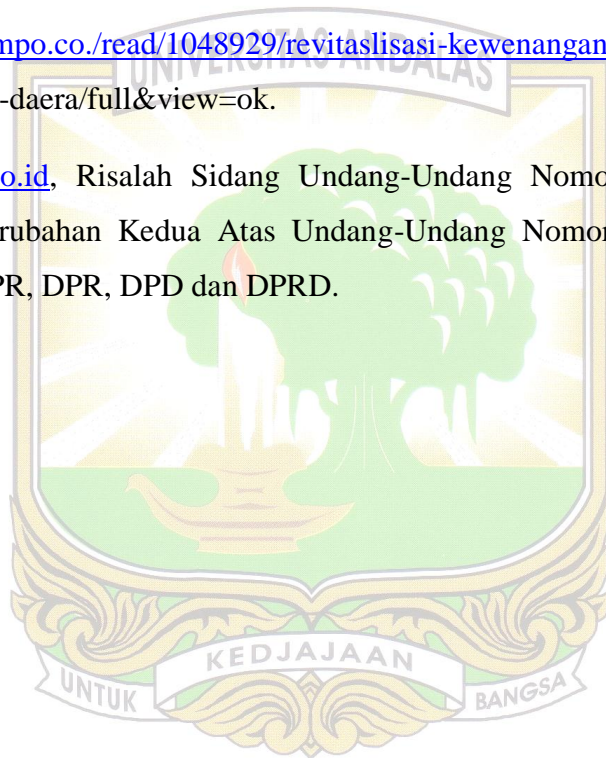 mpo.co./read/1048929/revitaslisasi-kewenangan
UNIVERSITAS ANDALAS
-daera/full&view=ok.
o.id, Risalah Sidang Undang-Undang Nomo
rubahan Kedua Atas Undang-Undang Nomor
PR, DPR, DPD dan DPRD.
UNTUK KEDJAJAAN BANGSA